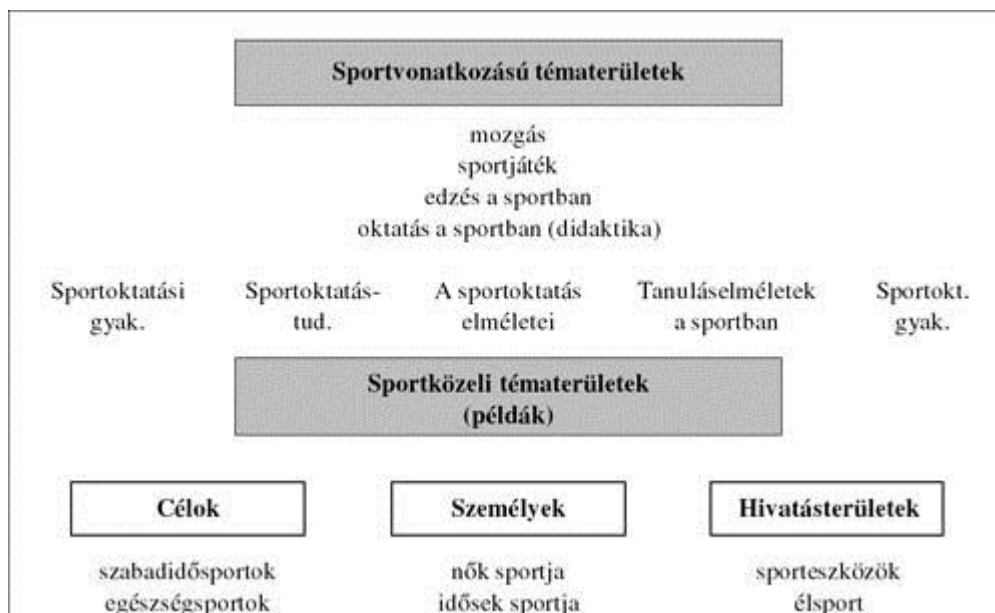 Sportvonatkozású tématerületek
mozgás
sportjáték
edzés a sportban
oktatás a sportban (didaktika)
Sportoktatási
gyak.
Sportoktatás-
tud.
A sportoktatás
elméletei
Tanuláselméletek
a sportban
Sportokt.
gyak.
Sportközeli tématerületek
(példák)
Célok
Személyek
Hivatásterületek
szabadidősportok
egészségsportok
nők sportja
idősek sportja
sporteszközök
élsport